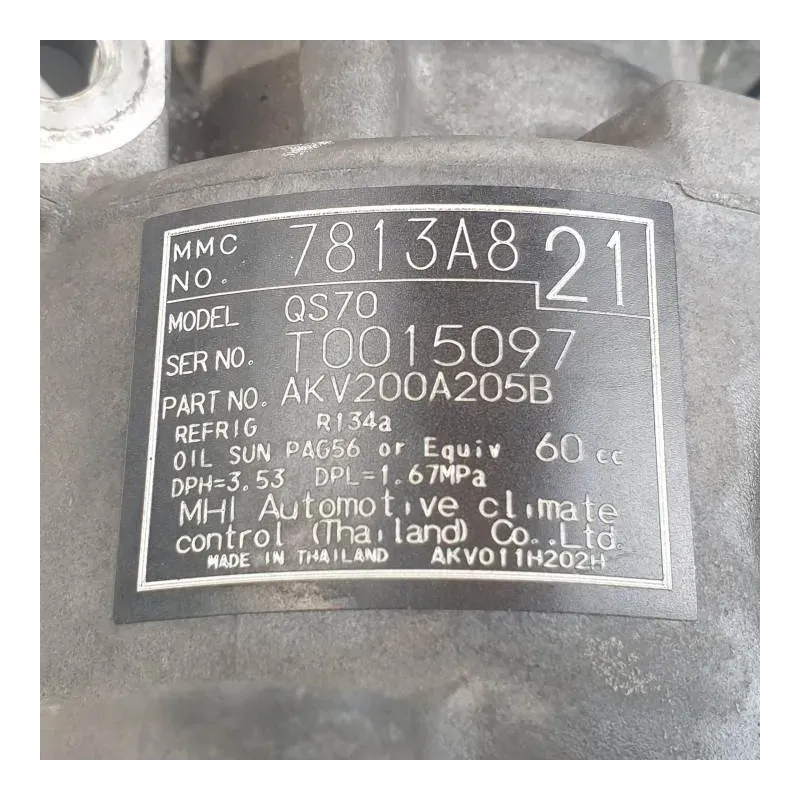 MMC NO. 7813A8 21
MODEL QS70
SER NO. T0015097
PART NO. AKV200A205B
REFRIG R134a
OIL SUN PAG56 or Equiv 60 cc
DPH=3.53 DPL=1.67MPa
MHI Automotive climate
control (Thailand) Co.,Ltd.
MADE IN THAILAND AKV011H202H